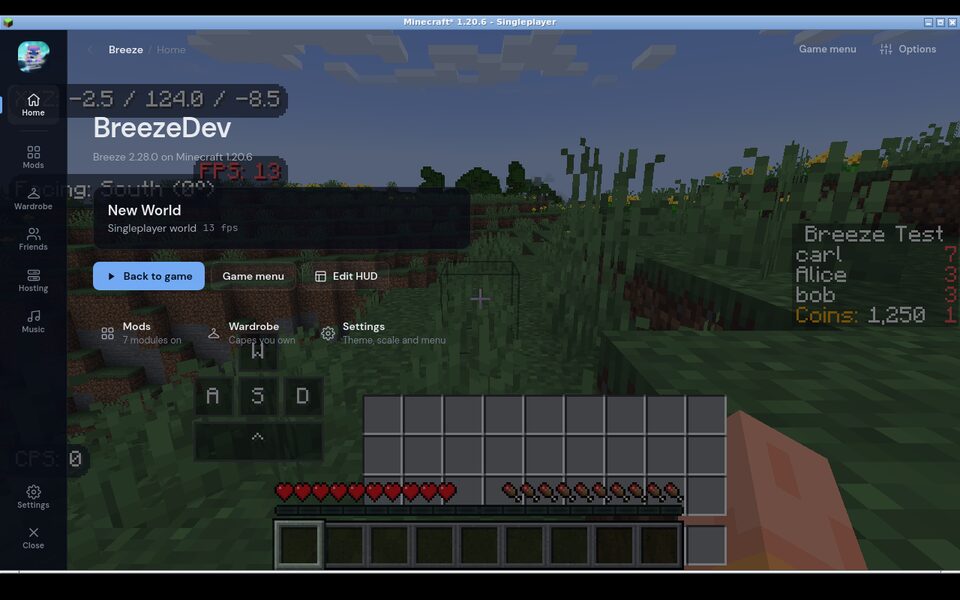 Minecraft* 1.20.6 - Singleplayer
Breeze / Home
Game menu
Options
-2.5 / 124.0 / -8.5
Home
BreezeDev
Breeze 2.28.0 on Minecraft 1.20.6
FPS: 13
Mods
Facing: South (0°)
Wardrobe
New World
Singleplayer world 13 fps
Friends
Breeze Test
carl 7
Alice 3
bob 3
Coins: 1,250 1
Back to game
Game menu
Edit HUD
Hosting
Music
Mods
7 modules on
Wardrobe
Capes you own
Settings
Theme, scale and menu
W
A S D
^
CPS: 0
Settings
Close